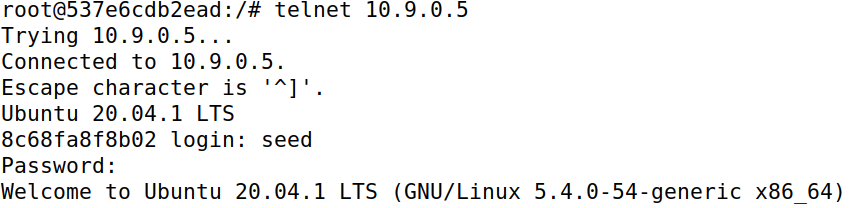 root@537e6cdb2ead:/# telnet 10.9.0.5
Trying 10.9.0.5...
Connected to 10.9.0.5.
Escape character is '^]'.
Ubuntu 20.04.1 LTS
8c68fa8f8b02 login: seed
Password:
Welcome to Ubuntu 20.04.1 LTS (GNU/Linux 5.4.0-54-generic x86_64)